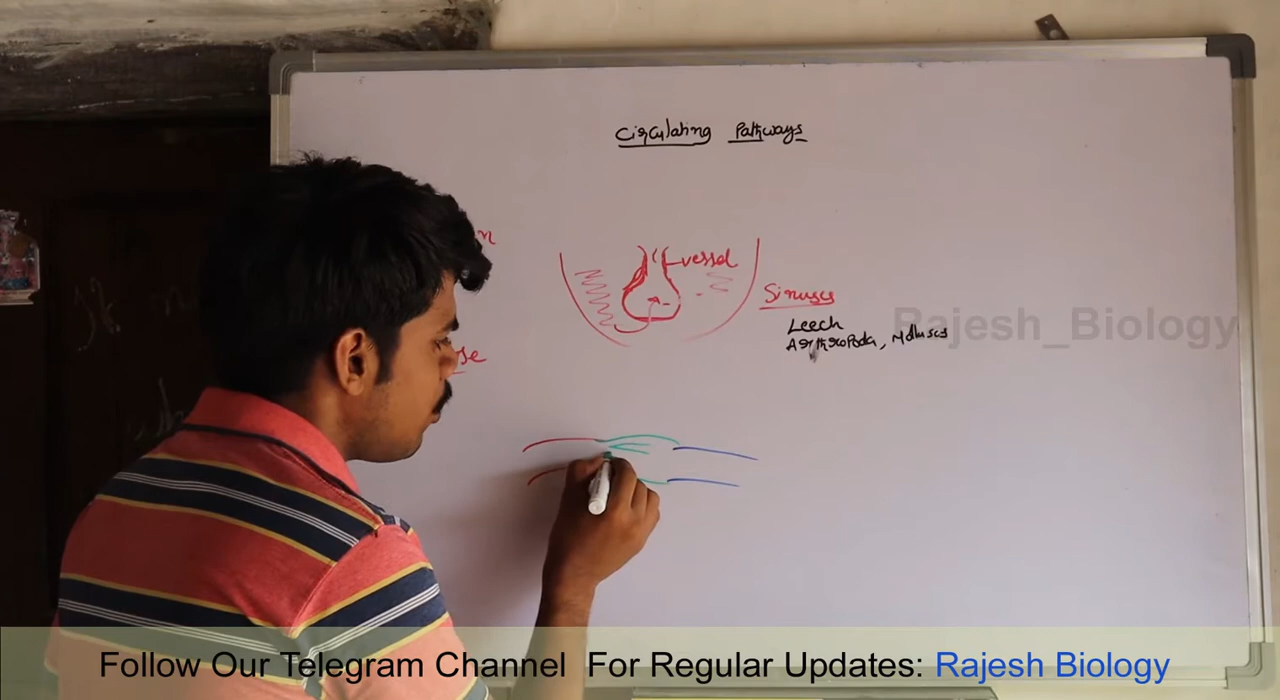 Circulating Pathways
vessel
Sinuses
Leech
Arthropoda, Molluscs
Rajesh_Biology
Follow Our Telegram Channel For Regular Updates: Rajesh Biology